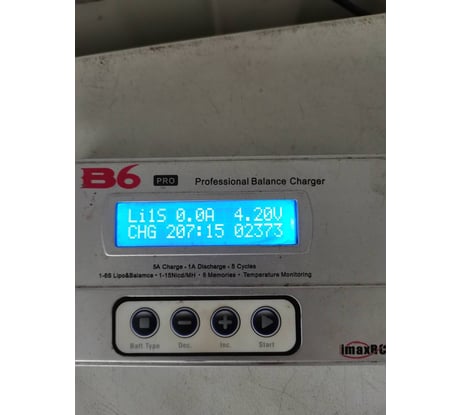 B6 PRO Professional Balance Charger
Li1S 0.0A 4.20V
CHG 207:15 02373
5A Charge - 1A Discharge - 5 Cycles
1-6S Lipo&Balance • 1-15Nicd/MH • 5 Memories • Temperature Monitoring
Batt Type Dec. Inc. Start
imaxRC